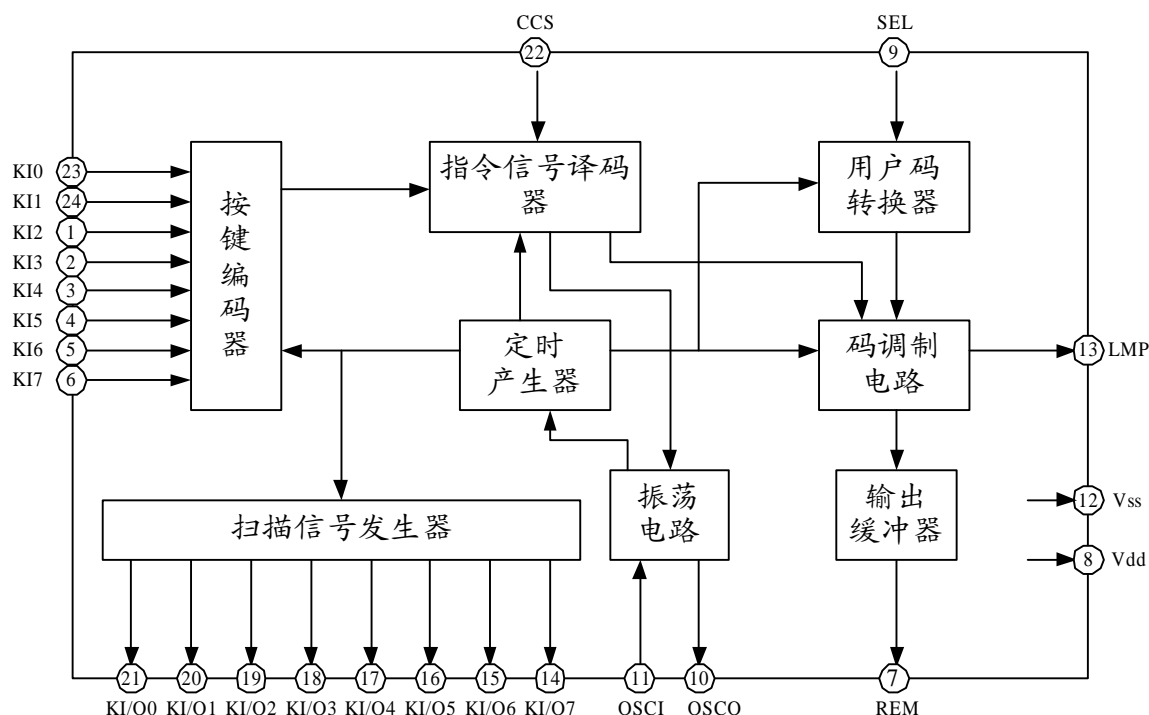 CCS
SEL
22
9
KI0
23
KI1
24
KI2
1
KI3
2
KI4
3
KI5
4
KI6
5
KI7
6
按键编码器
指令信号译码
器
用户码
转换器
定时
产生器
码调制
电路
13
LMP
扫描信号发生器
振荡
电路
输出
缓冲器
12
Vss
8
Vdd
21
20
19
18
17
16
15
14
11
10
7
KI/O0
KI/O1
KI/O2
KI/O3
KI/O4
KI/O5
KI/O6
KI/O7
OSCI
OSCO
REM